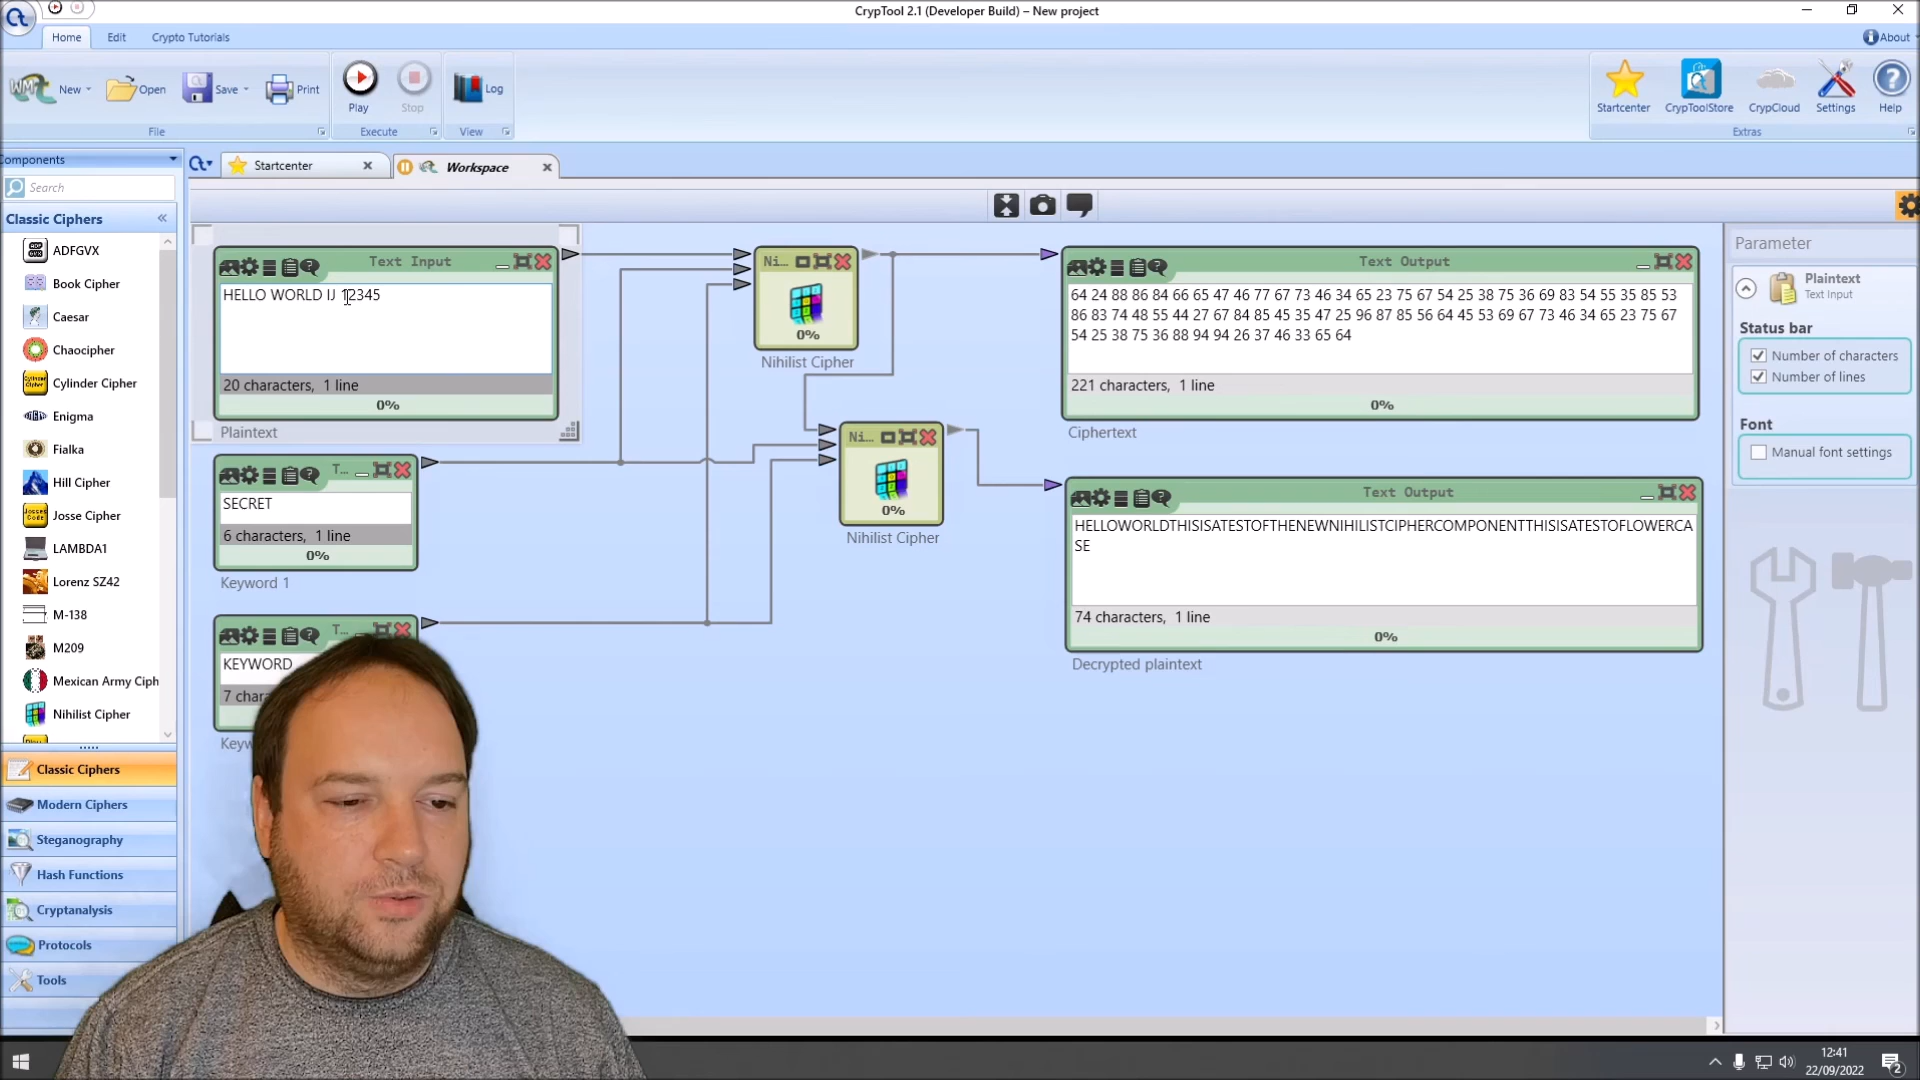 CrypTool 2.1 (Developer Build) – New project
Home
Edit
Crypto Tutorials
About
New
Open
Save
Print
Play
Stop
Log
File
Execute
View
Startcenter
CrypToolStore
CrypCloud
Settings
Help
Extras
Components
Startcenter
Workspace
Search
Classic Ciphers
ADFGVX
Book Cipher
Caesar
Chaocipher
Cylinder Cipher
Enigma
Fialka
Hill Cipher
Josse Cipher
LAMBDA1
Lorenz SZ42
M-138
M209
Mexican Army Ciph
Nihilist Cipher
Classic Ciphers
Modern Ciphers
Steganography
Hash Functions
Cryptanalysis
Protocols
Tools
Text Input
HELLO WORLD IJ 12345
20 characters, 1 line
0%
Plaintext
T...
SECRET
6 characters, 1 line
0%
Keyword 1
T...
KEYWORD
7 chara
Keyw
Ni...
0%
Nihilist Cipher
Ni...
0%
Nihilist Cipher
Text Output
64 24 88 86 84 66 65 47 46 77 67 73 46 34 65 23 75 67 54 25 38 75 36 69 83 54 55 35 85 53
86 83 74 48 55 44 27 67 84 85 45 35 47 25 96 87 85 56 64 45 53 69 67 73 46 34 65 23 75 67
54 25 38 75 36 88 94 94 26 37 46 33 65 64
221 characters, 1 line
0%
Ciphertext
Text Output
HELLOWORLDTHISISATESTOFTHENEWNIHILISTCIPHERCOMPONENTTHISISATESTOFLOWERCA
SE
74 characters, 1 line
0%
Decrypted plaintext
Parameter
Plaintext
Text Input
Status bar
Number of characters
Number of lines
Font
Manual font settings
12:41
22/09/2022
2